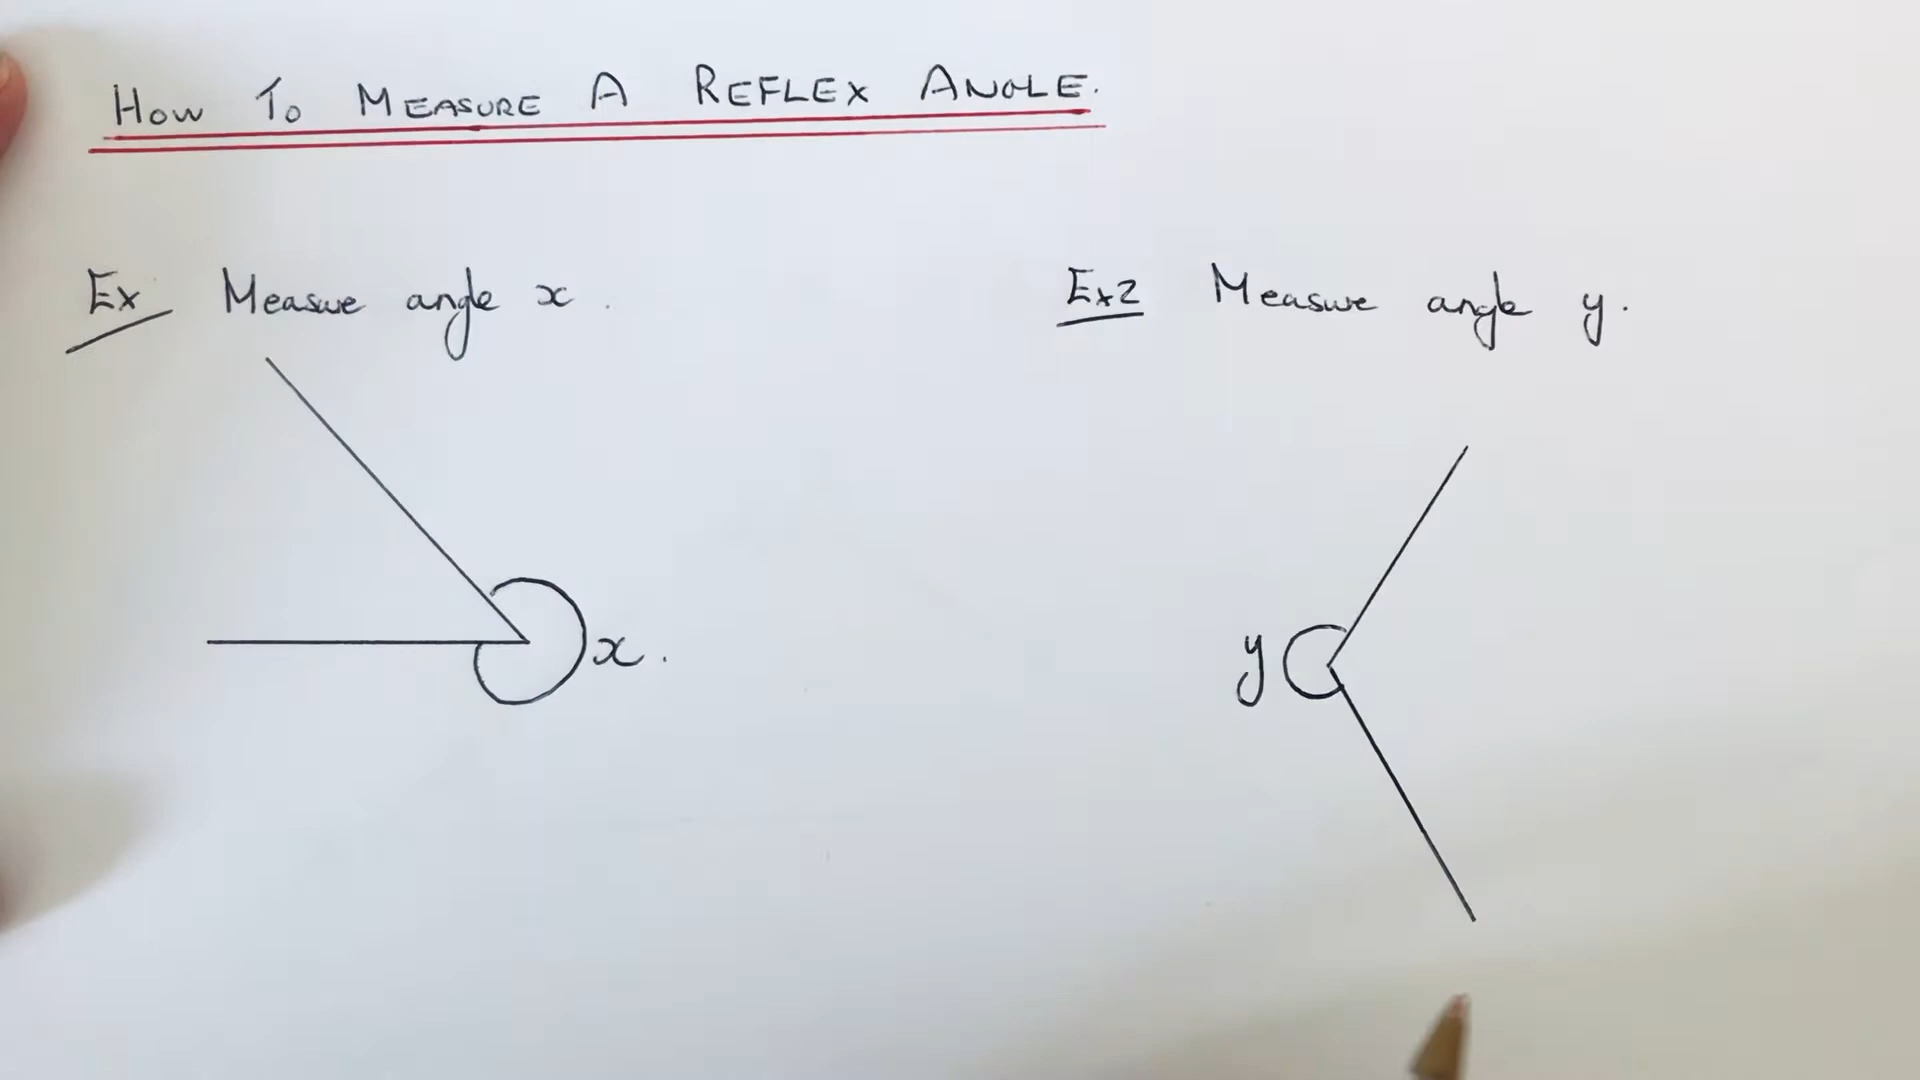 How To MEASURE A REFLEX ANGLE.
Ex Measure angle x.
x.
Ex2 Measure angle y.
y